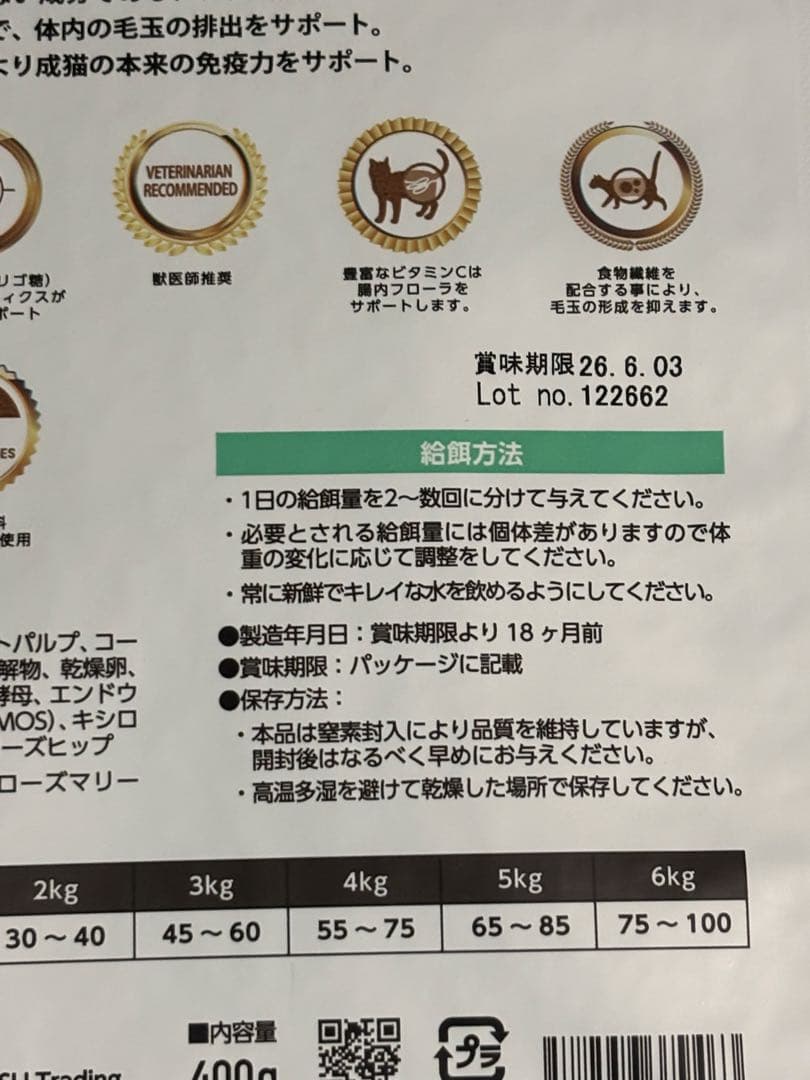 で、体内の毛玉の排出をサポート。
より成猫の本来の免疫力をサポート。
VETERINARIAN
RECOMMENDED
リゴ糖）
ィクスが
ポート
獣医師推奨
豊富なビタミンCは
腸内フローラを
サポートします。
食物繊維を
配合する事により、
毛玉の形成を抑えます。
賞味期限26.6.03
Lot no.122662
ES
料
使用
給餌方法
・1日の給餌量を2〜数回に分けて与えてください。
・必要とされる給餌量には個体差がありますので体
重の変化に応じて調整をしてください。
・常に新鮮でキレイな水を飲めるようにしてください。
●製造年月日：賞味期限より18ヶ月前
●賞味期限：パッケージに記載
●保存方法：
・本品は窒素封入により品質を維持していますが、
開封後はなるべく早めにお与えください。
・高温多湿を避けて乾燥した場所で保存してください。
トパルプ、コー
解物、乾燥卵、
酵母、エンドウ
MOS）、キシロ
ーズヒップ
ローズマリー
2kg 3kg 4kg 5kg 6kg
30〜40 45〜60 55〜75 65〜85 75〜100
■内容量
400g
プラ
Trading